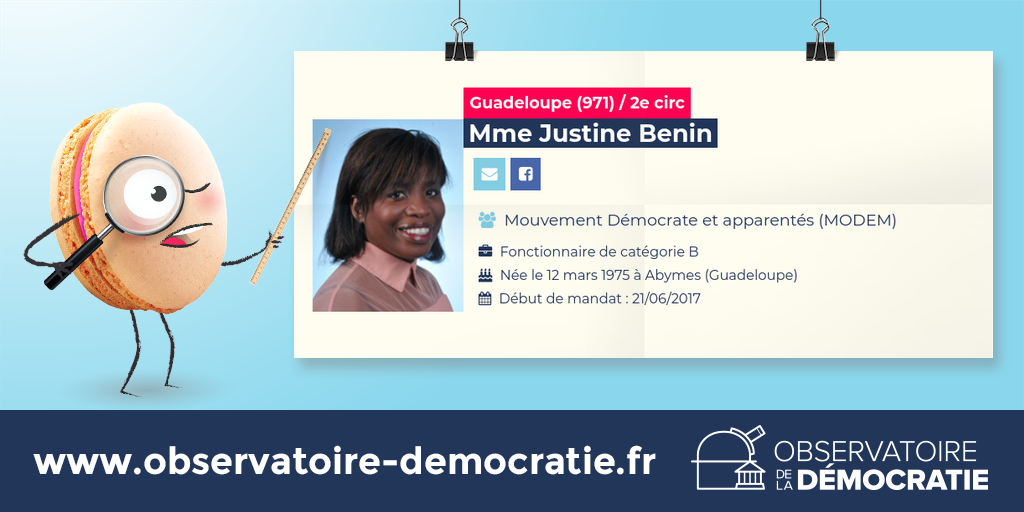 Guadeloupe (971) / 2e circ
Mme Justine Benin
Mouvement Démocrate et apparentés (MODEM)
Fonctionnaire de catégorie B
Née le 12 mars 1975 à Abymes (Guadeloupe)
Début de mandat : 21/06/2017
www.observatoire-democratie.fr
OBSERVATOIRE
DE LA DÉMOCRATIE